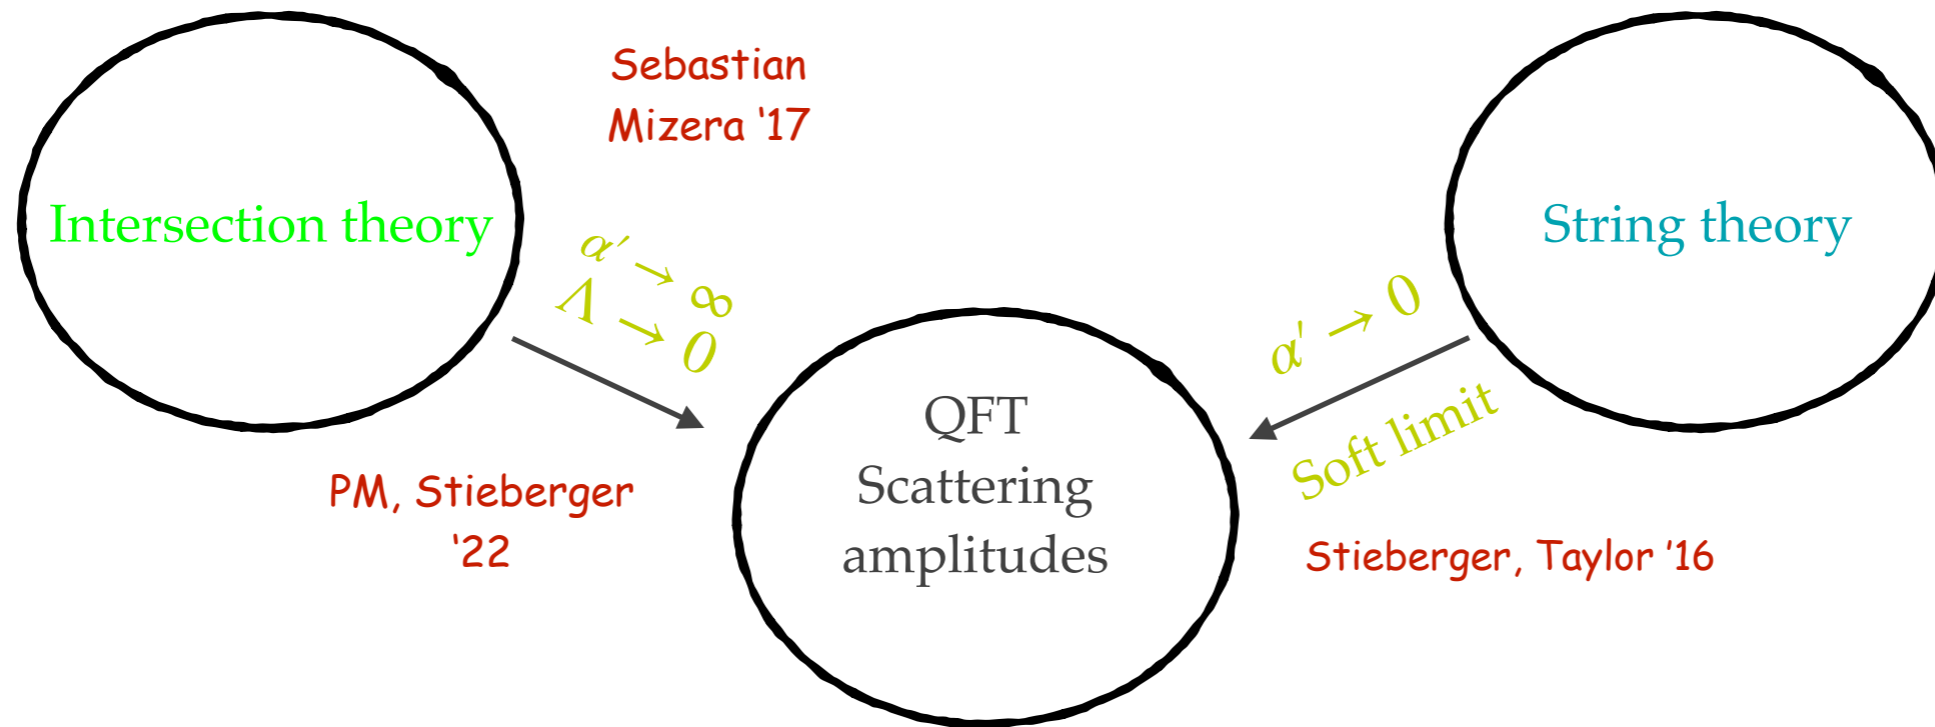 Sebastian
Mizera '17
Intersection theory
α′ → ∞
Λ → 0
PM, Stieberger
'22
QFT
Scattering
amplitudes
String theory
α′ → 0
Soft limit
Stieberger, Taylor '16